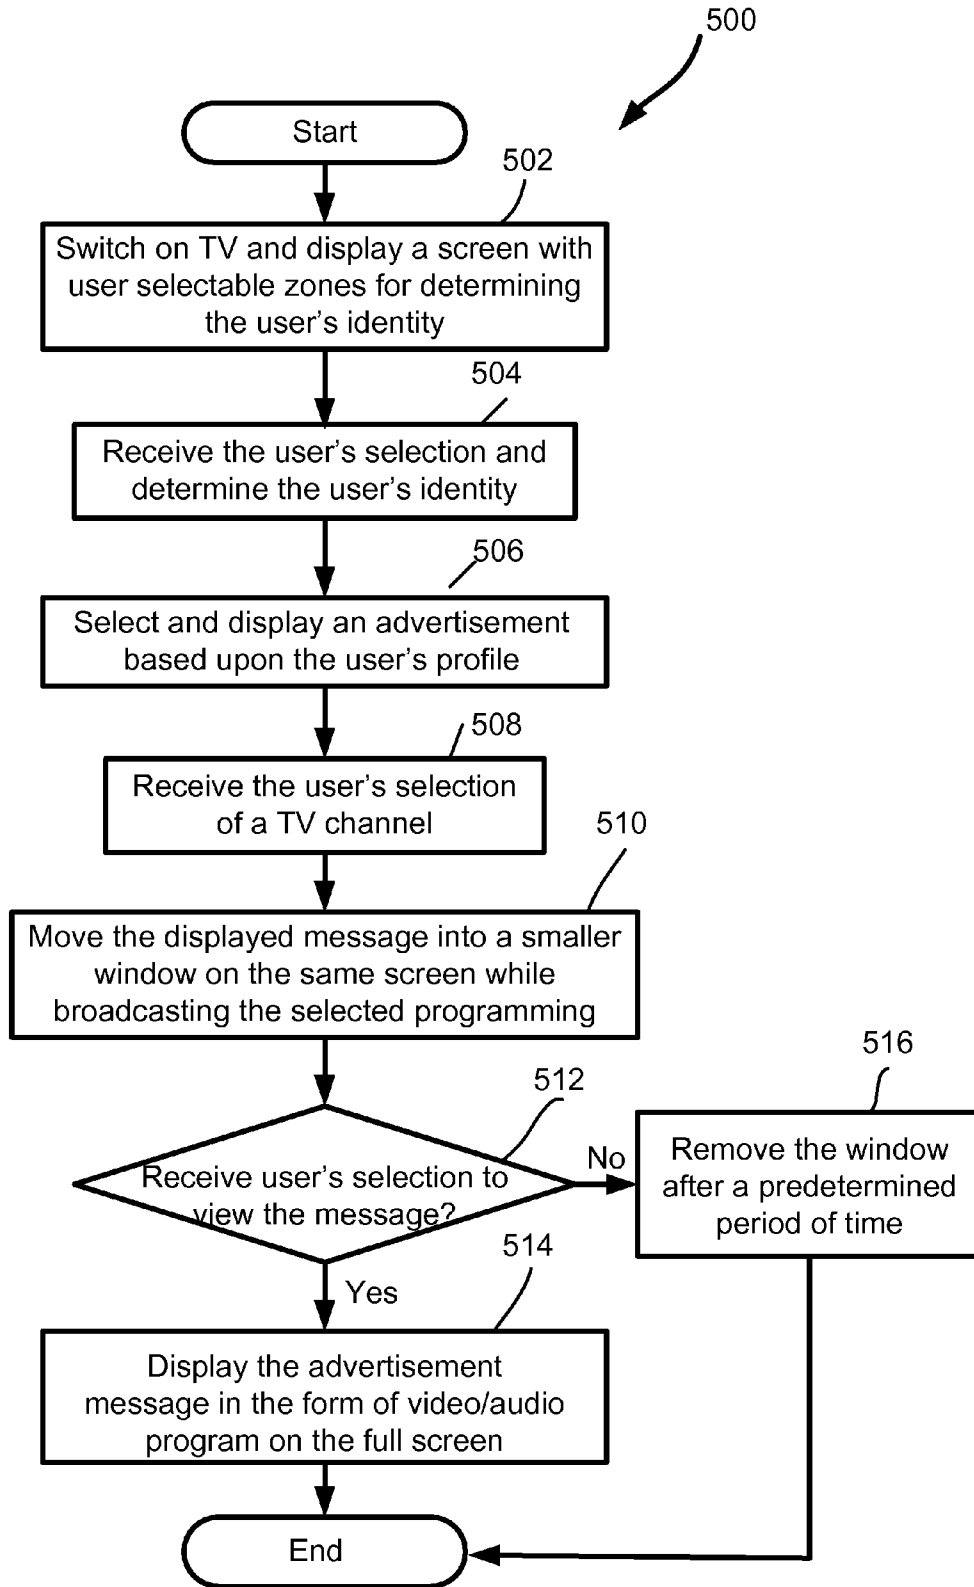 500
Start
502
Switch on TV and display a screen with
user selectable zones for determining
the user's identity
504
Receive the user's selection and
determine the user's identity
506
Select and display an advertisement
based upon the user's profile
508
Receive the user's selection
of a TV channel
510
Move the displayed message into a smaller
window on the same screen while
broadcasting the selected programming
512
Receive user's selection to
view the message?
No
516
Remove the window
after a predetermined
period of time
Yes
514
Display the advertisement
message in the form of video/audio
program on the full screen
End